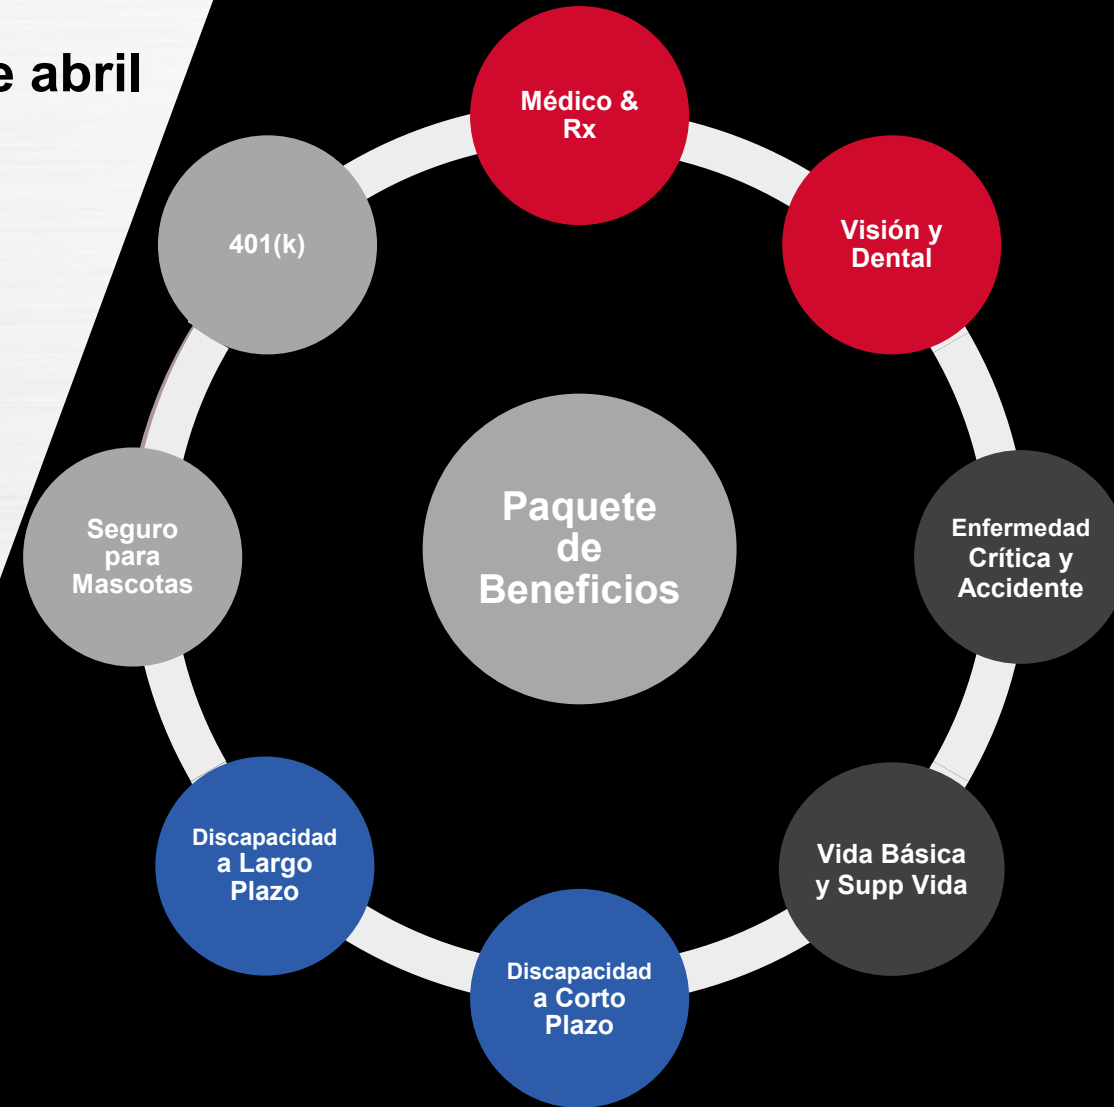 e abril
Médico &
Rx
Visión y
Dental
Enfermedad
Crítica y
Accidente
Vida Básica
y Supp Vida
Discapacidad
a Corto
Plazo
Discapacidad
a Largo
Plazo
Seguro
para
Mascotas
401(k)
Paquete
de
Beneficios